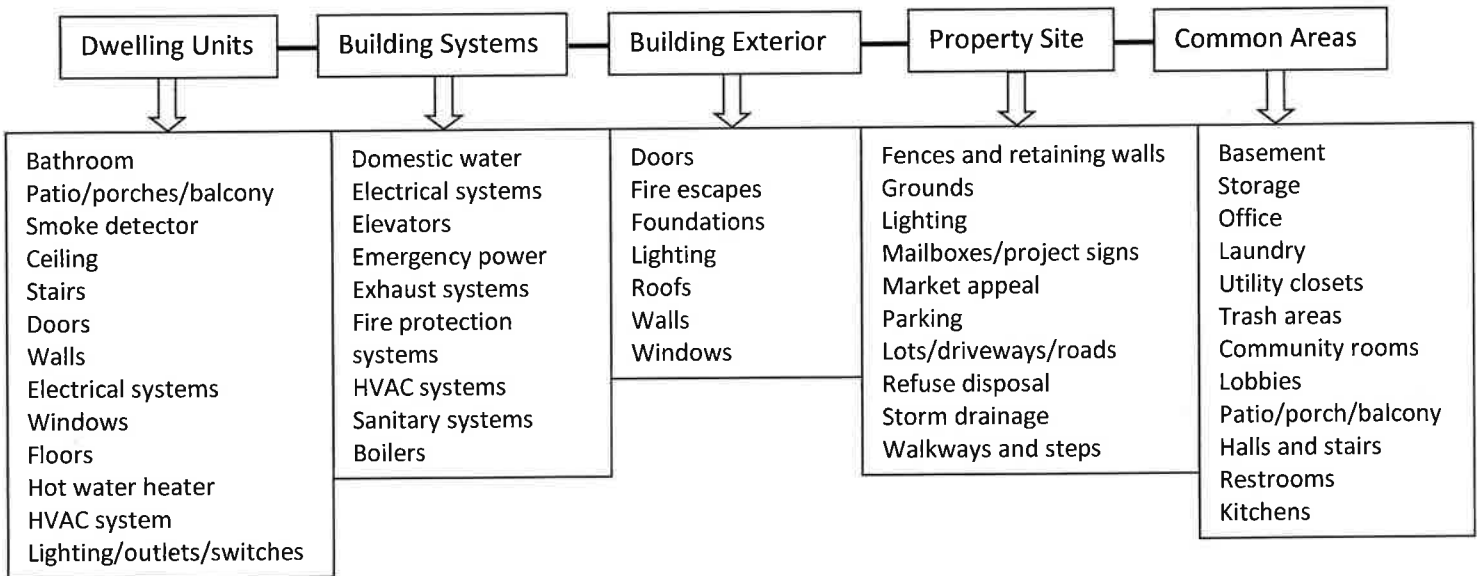 Dwelling Units
Building Systems
Building Exterior
Property Site
Common Areas
Bathroom
Patio/porches/balcony
Smoke detector
Ceiling
Stairs
Doors
Walls
Electrical systems
Windows
Floors
Hot water heater
HVAC system
Lighting/outlets/switches
Domestic water
Electrical systems
Elevators
Emergency power
Exhaust systems
Fire protection
systems
HVAC systems
Sanitary systems
Boilers
Doors
Fire escapes
Foundations
Lighting
Roofs
Walls
Windows
Fences and retaining walls
Grounds
Lighting
Mailboxes/project signs
Market appeal
Parking
Lots/driveways/roads
Refuse disposal
Storm drainage
Walkways and steps
Basement
Storage
Office
Laundry
Utility closets
Trash areas
Community rooms
Lobbies
Patio/porch/balcony
Halls and stairs
Restrooms
Kitchens